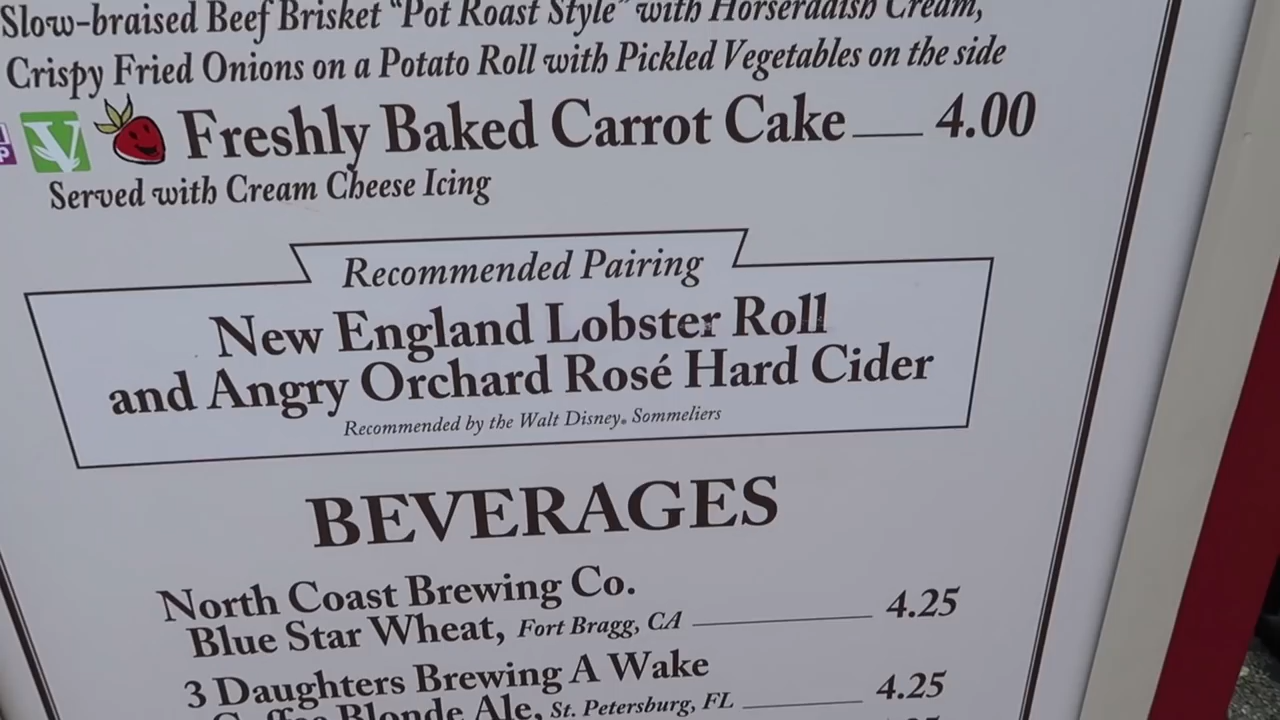 Slow-braised Beef Brisket “Pot Roast Style” with Horseradish Cream,
Crispy Fried Onions on a Potato Roll with Pickled Vegetables on the side
V Freshly Baked Carrot Cake 4.00
Served with Cream Cheese Icing
Recommended Pairing
New England Lobster Roll
and Angry Orchard Rosé Hard Cider
Recommended by the Walt Disney® Sommeliers
BEVERAGES
North Coast Brewing Co.
Blue Star Wheat, Fort Bragg, CA 4.25
3 Daughters Brewing A Wake
Coffee Blonde Ale, St. Petersburg, FL 4.25